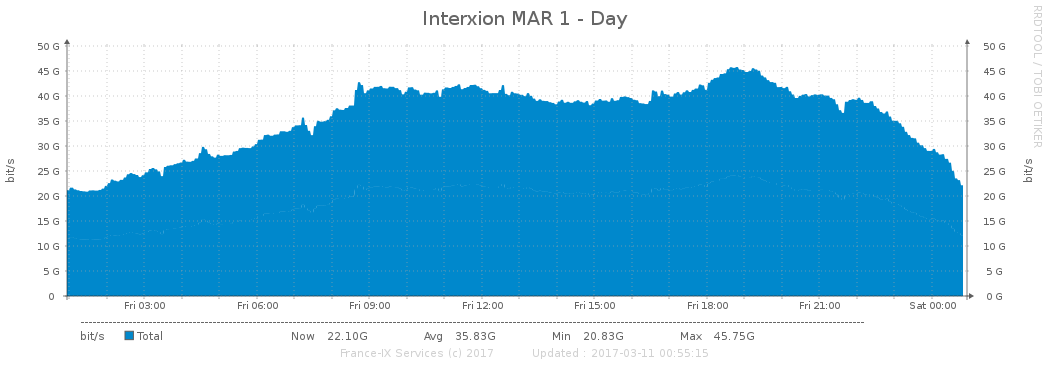 Interxion MAR 1 - Day
RRDTOOL / TOBI OETIKER
50 G 50 G
45 G 45 G
40 G 40 G
35 G 35 G
30 G 30 G
25 G 25 G
20 G 20 G
15 G 15 G
10 G 10 G
5 G 5 G
0 0 G
bit/s bit/s
Fri 03:00 Fri 06:00 Fri 09:00 Fri 12:00 Fri 15:00 Fri 18:00 Fri 21:00 Sat 00:00
bit/s Total Now 22.10G Avg 35.83G Min 20.83G Max 45.75G
France-IX Services (c) 2017 Updated : 2017-03-11 00:55:15